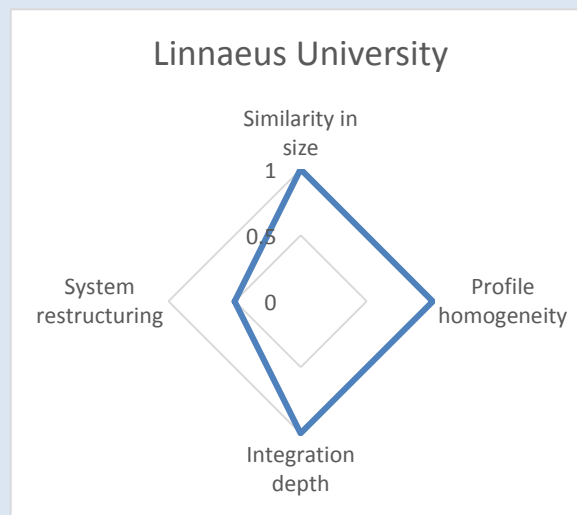 Linnaeus University
Similarity in
size
1
0.5
System
restructuring
0
Profile
homogeneity
Integration
depth